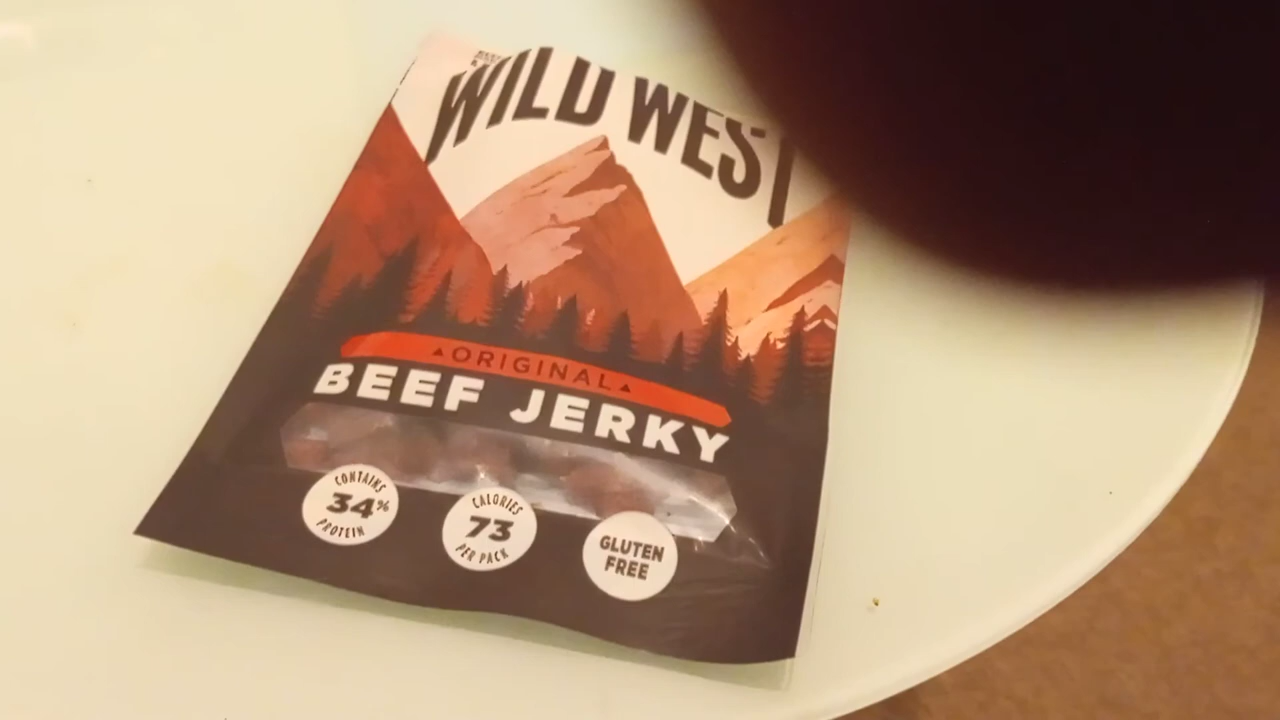 WILD WEST
ORIGINAL
BEEF JERKY
CONTAINS
34%
PROTEIN
CALORIES
73
PER PACK
GLUTEN
FREE